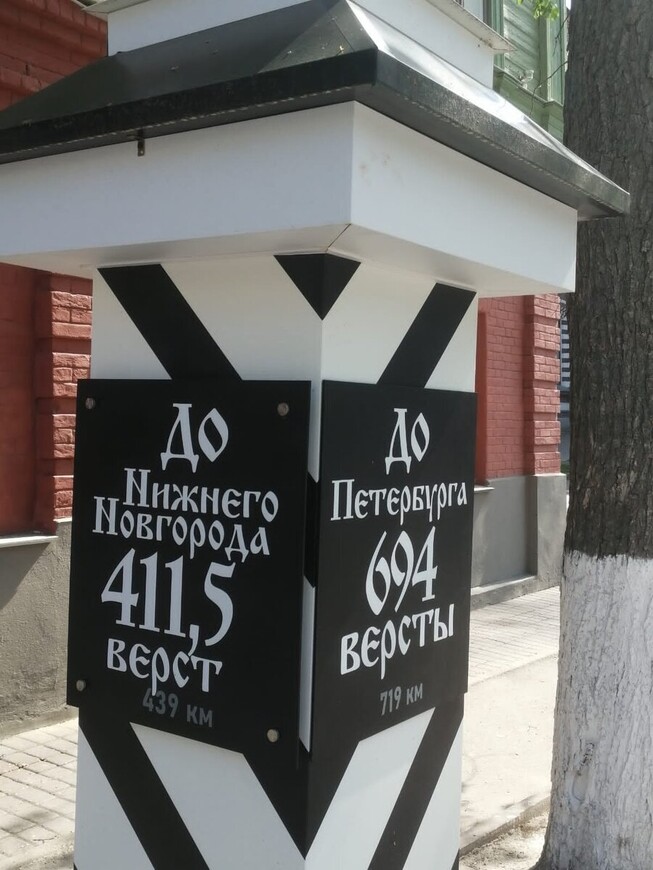 До
Нижнего
Новгорода
411,5
верст
439 км
До
Петербурга
694
версты
719 км